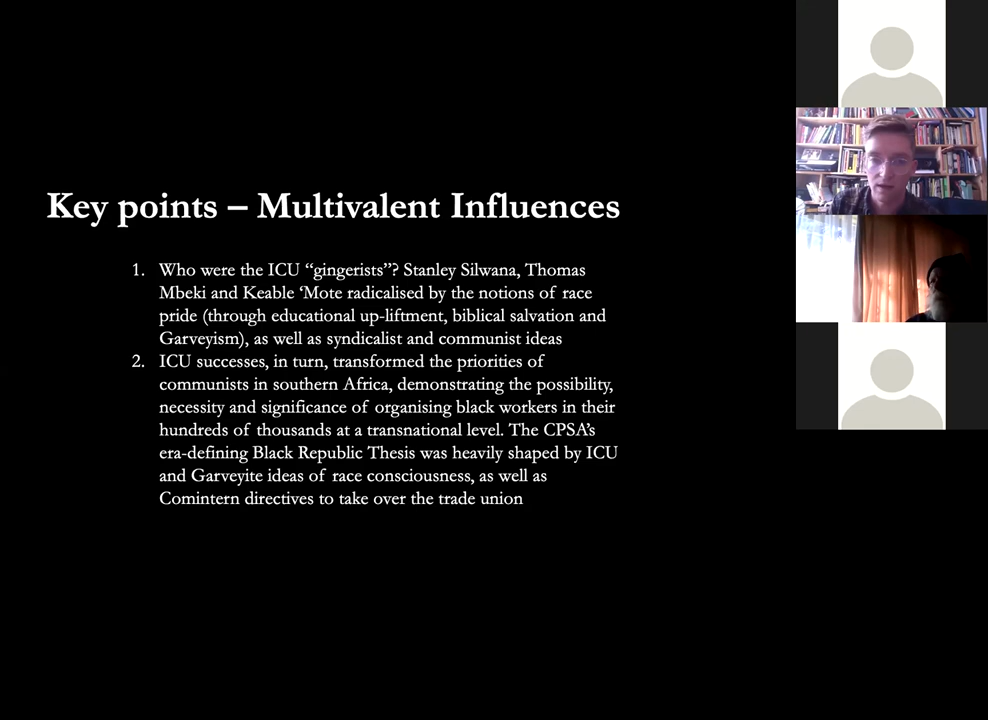 Key points – Multivalent Influences
1. Who were the ICU “gingerists”? Stanley Silwana, Thomas
Mbeki and Keable ‘Mote radicalised by the notions of race
pride (through educational up-liftment, biblical salvation and
Garveyism), as well as syndicalist and communist ideas
2. ICU successes, in turn, transformed the priorities of
communists in southern Africa, demonstrating the possibility,
necessity and significance of organising black workers in their
hundreds of thousands at a transnational level. The CPSA’s
era-defining Black Republic Thesis was heavily shaped by ICU
and Garveyite ideas of race consciousness, as well as
Comintern directives to take over the trade union